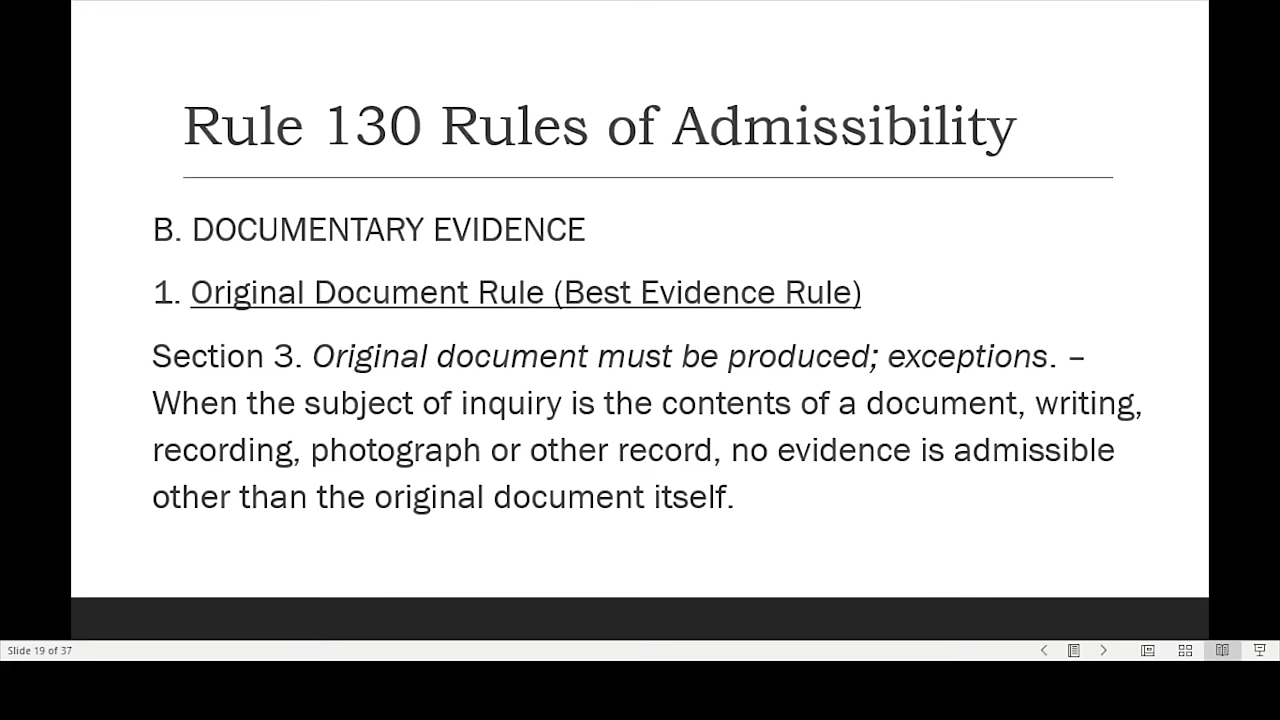 Rule 130 Rules of Admissibility
B. DOCUMENTARY EVIDENCE
1. Original Document Rule (Best Evidence Rule)
Section 3. Original document must be produced; exceptions. –
When the subject of inquiry is the contents of a document, writing,
recording, photograph or other record, no evidence is admissible
other than the original document itself.
Slide 19 of 37